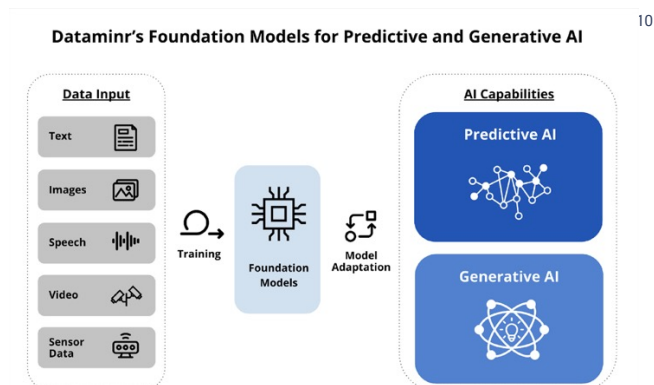 10
Dataminr’s Foundation Models for Predictive and Generative AI
Data Input
Text
Images
Speech
Video
Sensor
Data
Training
Foundation
Models
Model
Adaptation
AI Capabilities
Predictive AI
Generative AI